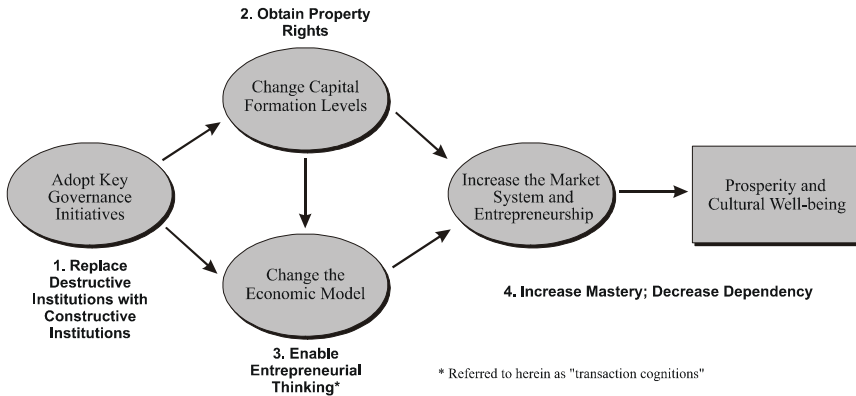 2. Obtain Property
Rights
Change Capital
Formation Levels
Adopt Key
Governance
Initiatives
1. Replace
Destructive
Institutions with
Constructive
Institutions
Change the
Economic Model
3. Enable
Entrepreneurial
Thinking*
Increase the Market
System and
Entrepreneurship
Prosperity and
Cultural Well-being
4. Increase Mastery; Decrease Dependency
* Referred to herein as "transaction cognitions"